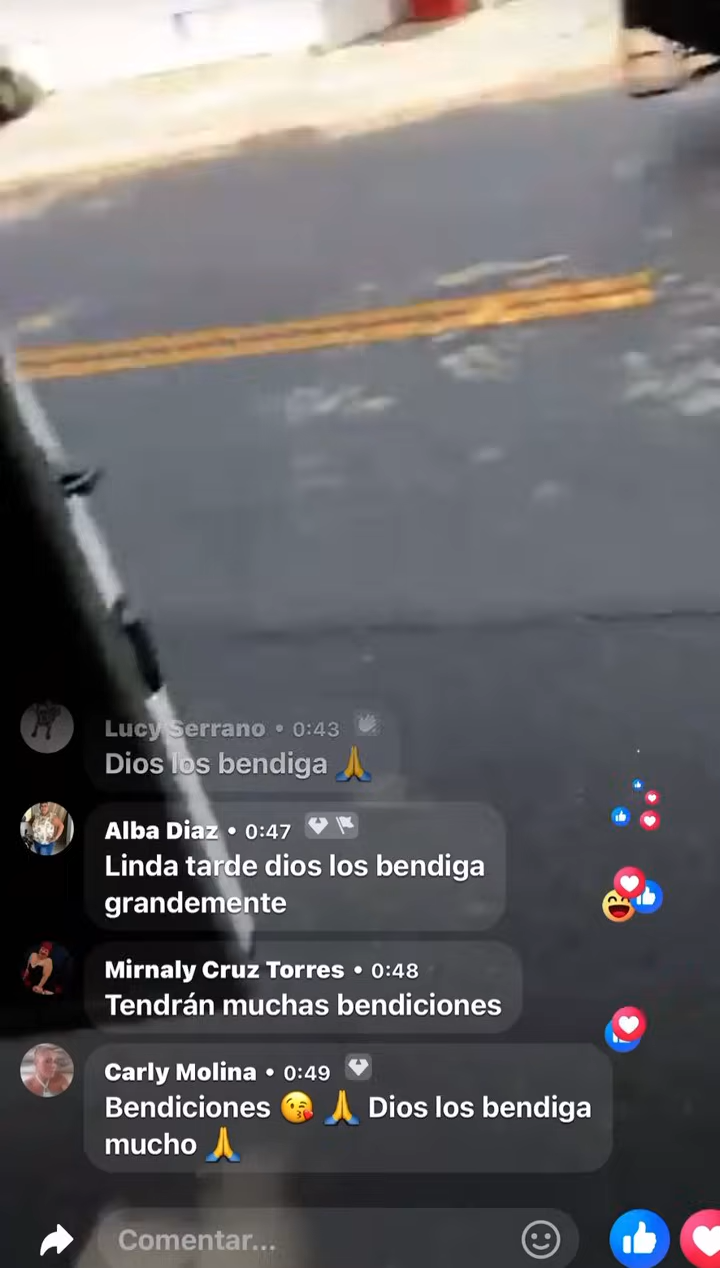 Lucy Serrano • 0:43
Dios los bendiga 🙏
Alba Diaz • 0:47
Linda tarde dios los bendiga
grandemente
Mirnaly Cruz Torres • 0:48
Tendrán muchas bendiciones
Carly Molina • 0:49
Bendiciones 😘 🙏 Dios los bendiga
mucho 🙏
Comentar...